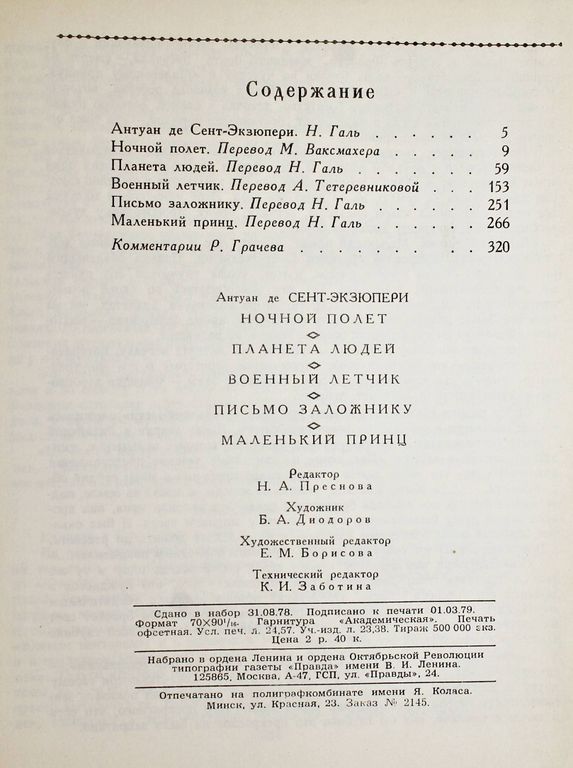 Содержание
Антуан де Сент-Экзюпери. Н. Галь . . . . . . 5
Ночной полет. Перевод М. Ваксмахера . . . . . 9
Планета людей. Перевод Н. Галь . . . . . . . 59
Военный летчик. Перевод А. Тетеревниковой . . . 153
Письмо заложнику. Перевод Н. Галь . . . . . . 251
Маленький принц. Перевод Н. Галь . . . . . . 266
Комментарии Р. Грачева . . . . . . . . . 320
Антуан де СЕНТ-ЭКЗЮПЕРИ
НОЧНОЙ ПОЛЕТ
ПЛАНЕТА ЛЮДЕЙ
ВОЕННЫЙ ЛЕТЧИК
ПИСЬМО ЗАЛОЖНИКУ
МАЛЕНЬКИЙ ПРИНЦ
Редактор
Н. А. Преснова
Художник
Б. А. Диодоров
Художественный редактор
Е. М. Борисова
Технический редактор
К. И. Заботина
Сдано в набор 31.08.78. Подписано к печати 01.03.79.
Формат 70×90 1/16. Гарнитура «Академическая». Печать
офсетная. Усл. печ. л. 24,57. Уч.-изд. л. 23,38. Тираж 500 000 экз.
Цена 2 р. 40 к.
Набрано в ордена Ленина и ордена Октябрьской Революции
типографии газеты «Правда» имени В. И. Ленина.
125865, Москва, А-47, ГСП, ул. «Правды», 24.
Отпечатано на полиграфкомбинате имени Я. Коласа.
Минск, ул. Красная, 23. Заказ № 2145.